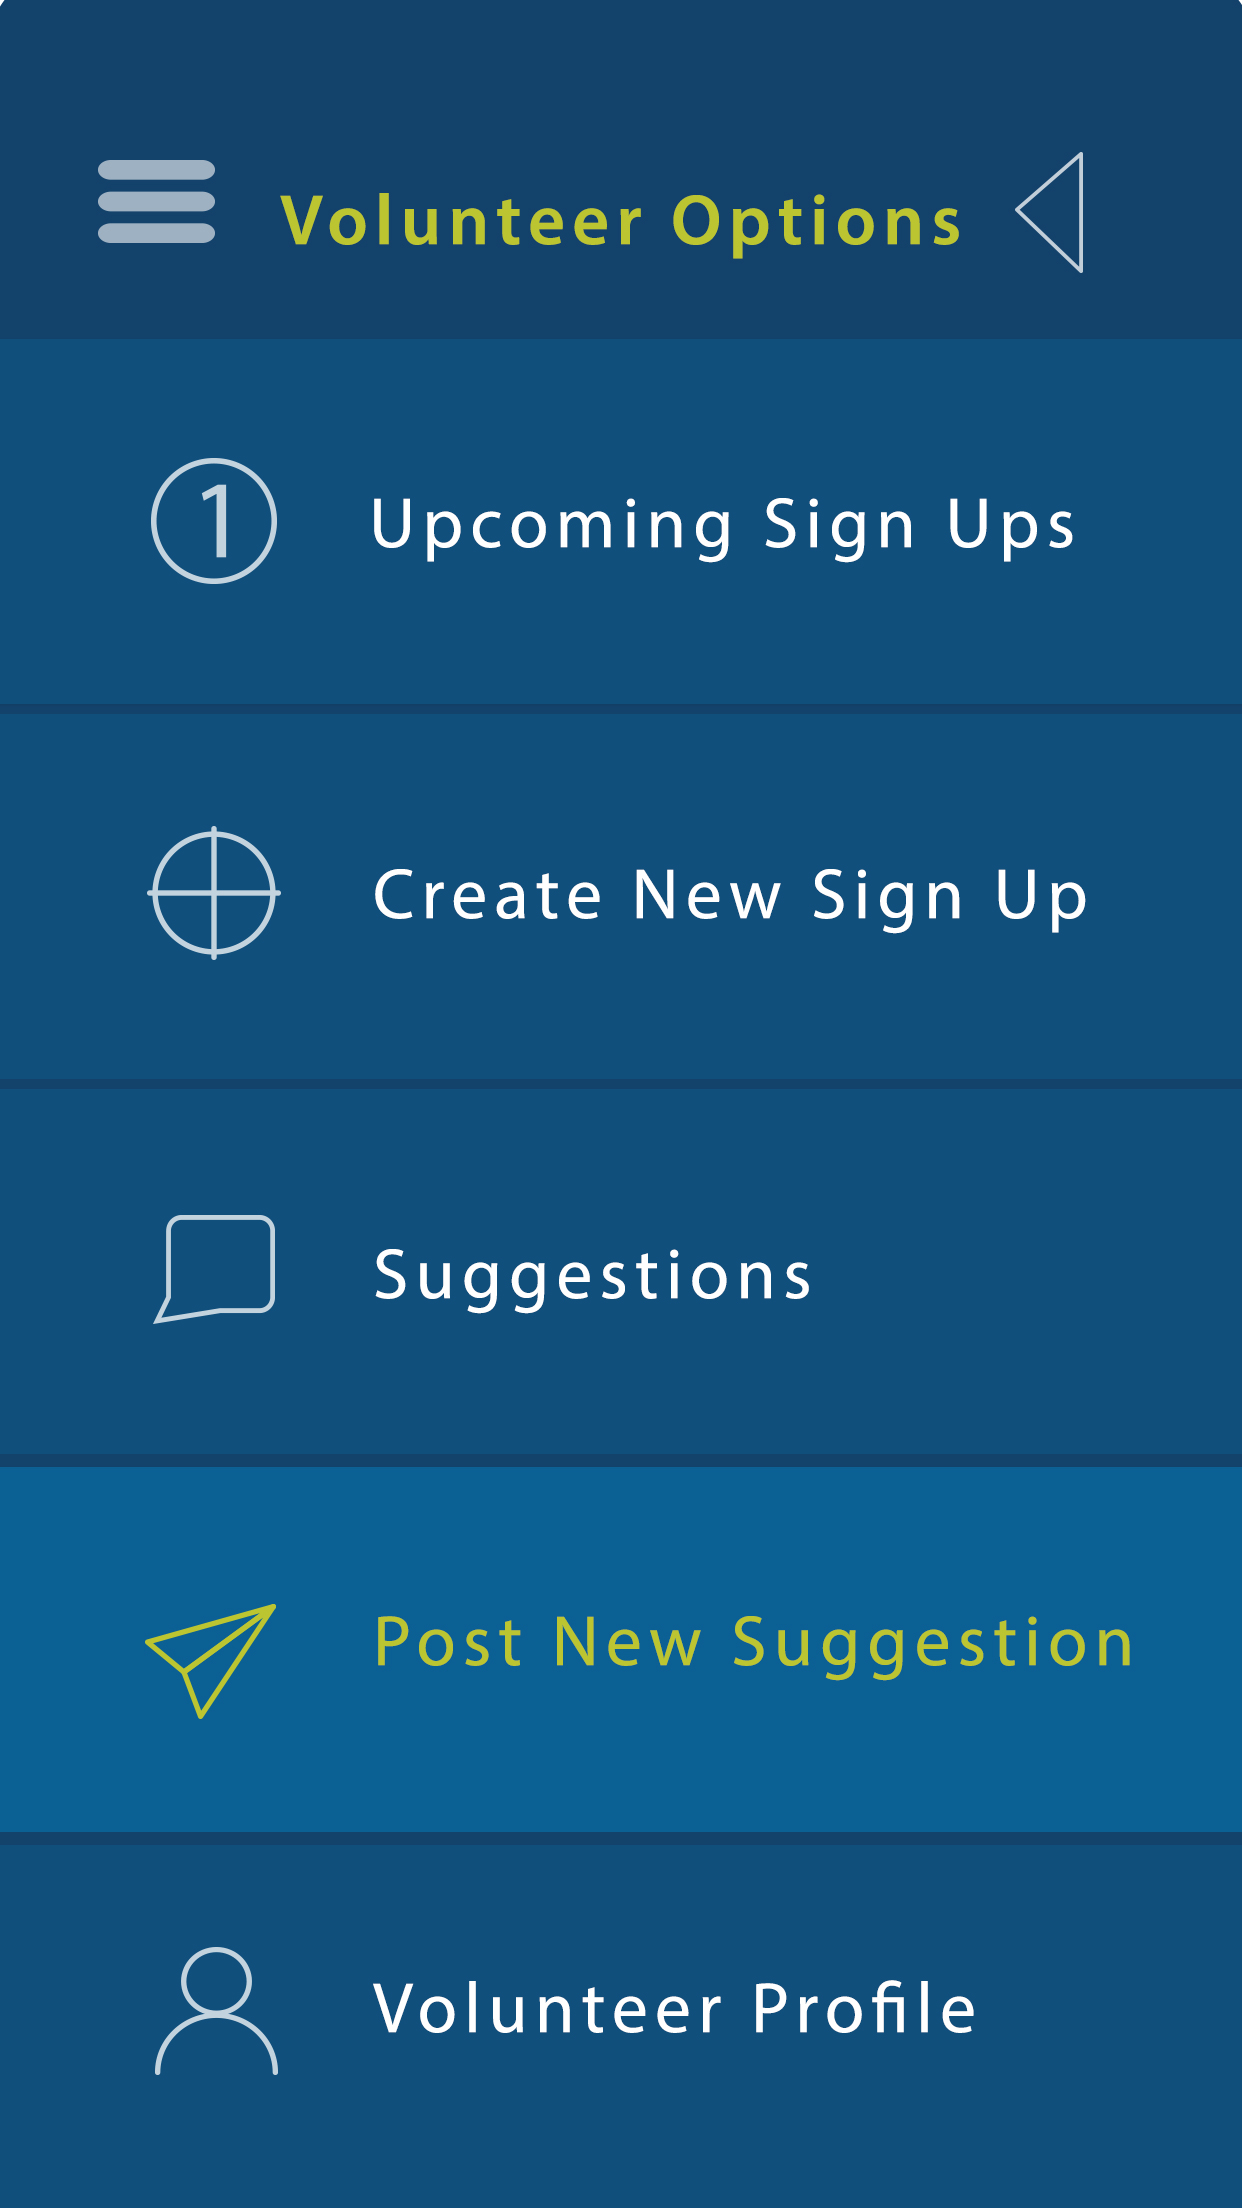 Volunteer Options
1
Upcoming Sign Ups
Create New Sign Up
Suggestions
Post New Suggestion
Volunteer Profile